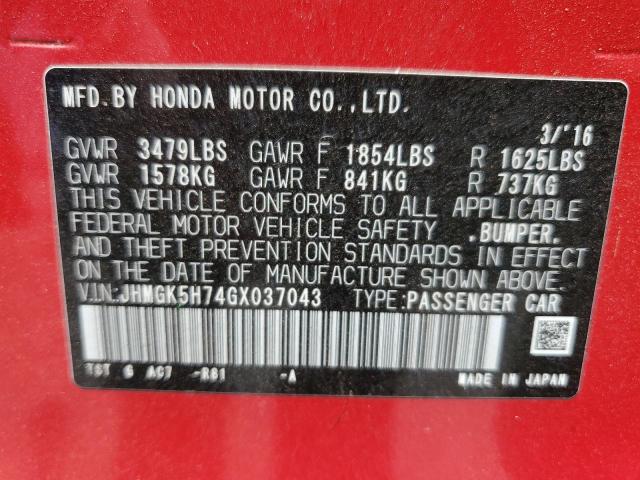 MFD.BY HONDA MOTOR CO.,LTD.
3/'16
GVWR 3479LBS GAWR F 1854LBS R 1625LBS
GVWR 1578KG GAWR F 841KG R 737KG
THIS VEHICLE CONFORMS TO ALL APPLICABLE
FEDERAL MOTOR VEHICLE SAFETY ,BUMPER,
AND THEFT PREVENTION STANDARDS IN EFFECT
ON THE DATE OF MANUFACTURE SHOWN ABOVE.
V.I.N:JHMGK5H74GX037043 TYPE:PASSENGER CAR
-R81 -A MADE IN JAPAN